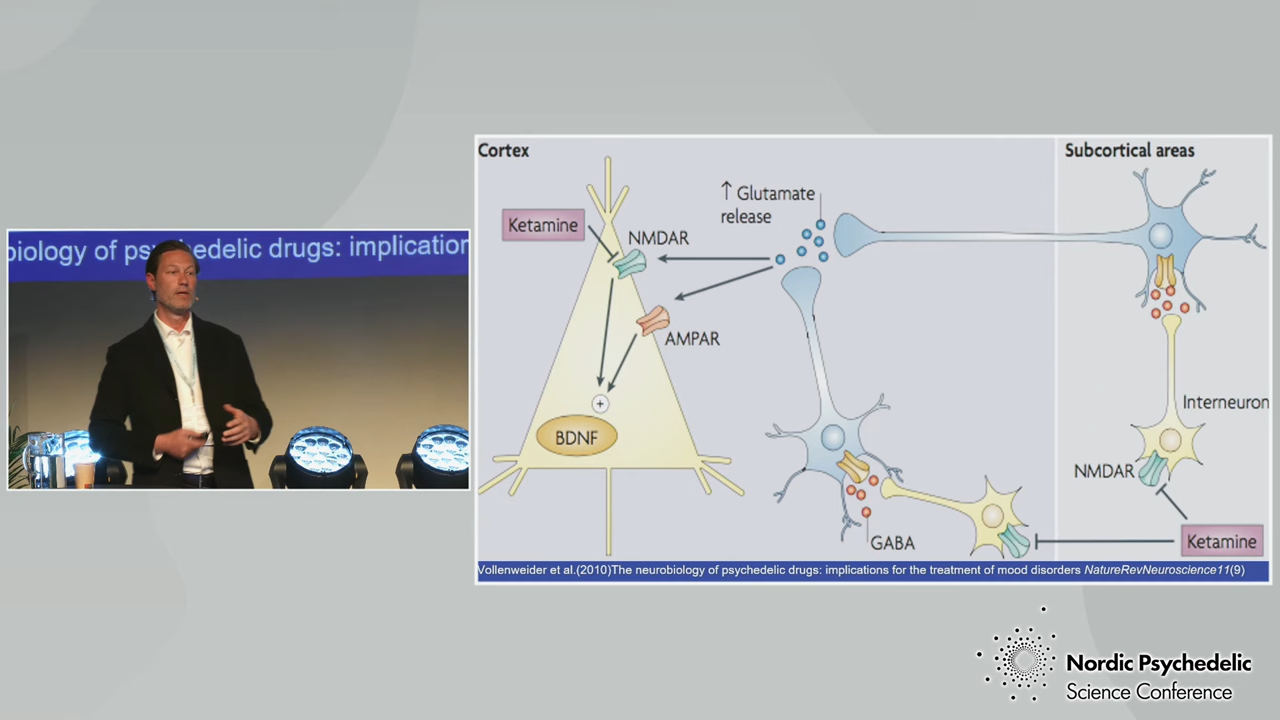 biology of psychedelic drugs: implication
Cortex
Subcortical areas
↑ Glutamate
release
Ketamine
NMDAR
AMPAR
BDNF
Interneuron
NMDAR
GABA
Ketamine
Vollenweider et al.(2010)The neurobiology of psychedelic drugs: implications for the treatment of mood disorders NatureRevNeuroscience11(9)
Nordic Psychedelic
Science Conference